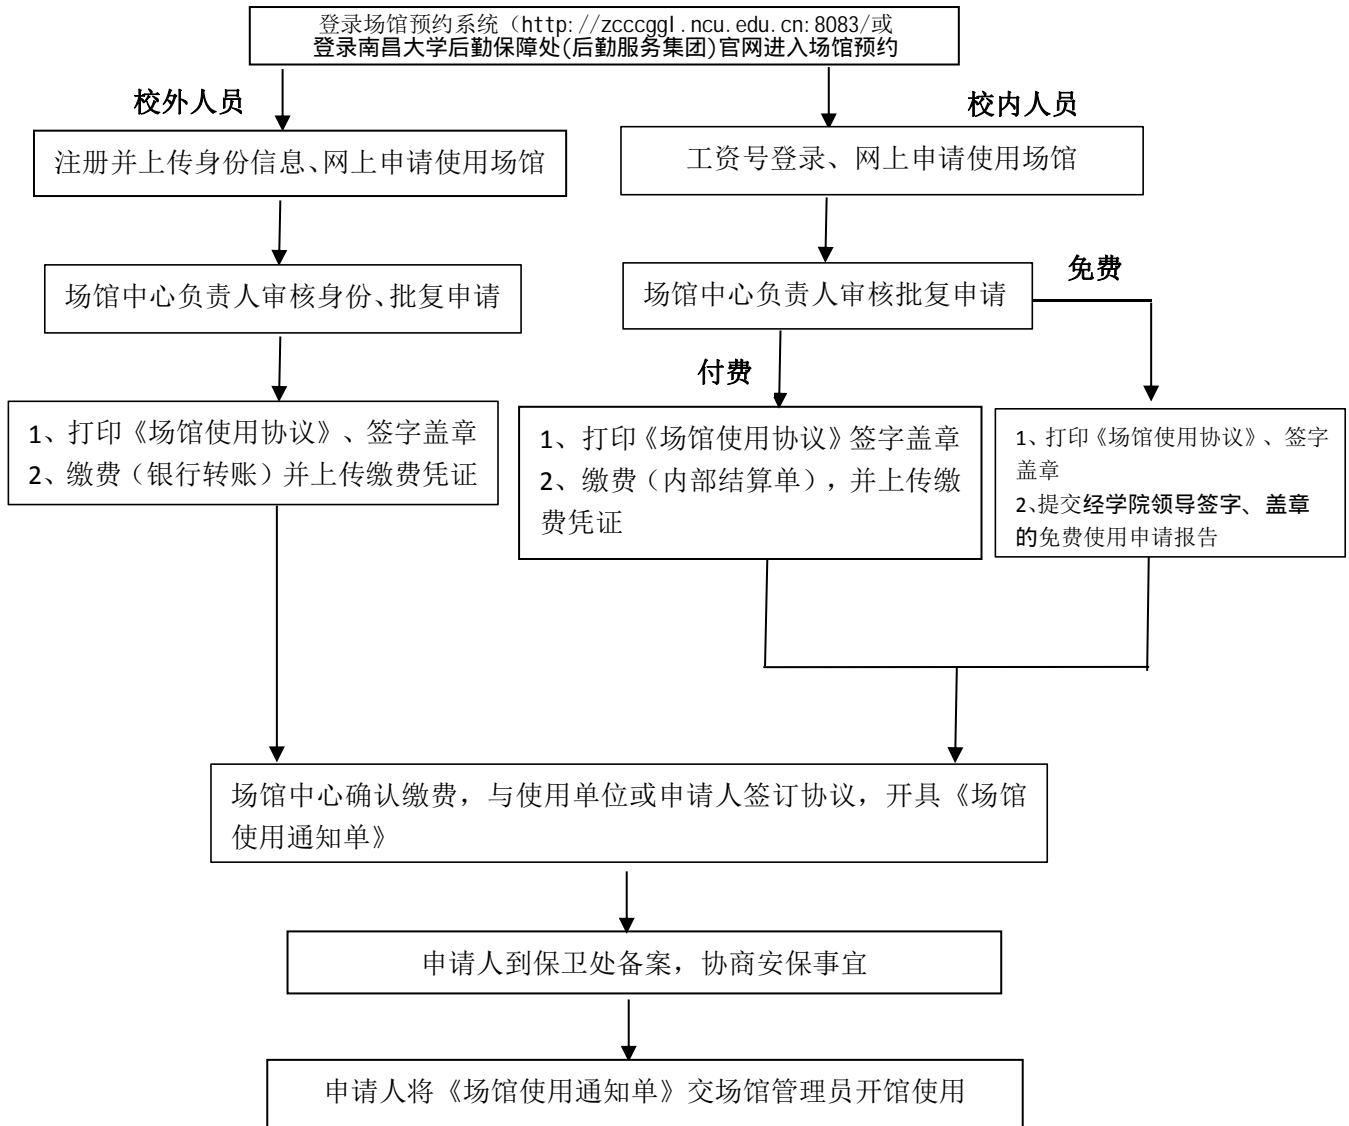 登录场馆预约系统（http://zcccggl.ncu.edu.cn:8083/或
登录南昌大学后勤保障处(后勤服务集团)官网进入场馆预约
校外人员
校内人员
注册并上传身份信息、网上申请使用场馆
工资号登录、网上申请使用场馆
场馆中心负责人审核身份、批复申请
场馆中心负责人审核批复申请
免费
付费
1、打印《场馆使用协议》、签字盖章
2、缴费（银行转账）并上传缴费凭证
1、打印《场馆使用协议》签字盖章
2、缴费（内部结算单），并上传缴
费凭证
1、打印《场馆使用协议》、签字
盖章
2、提交经学院领导签字、盖章
的免费使用申请报告
场馆中心确认缴费，与使用单位或申请人签订协议，开具《场馆
使用通知单》
申请人到保卫处备案，协商安保事宜
申请人将《场馆使用通知单》交场馆管理员开馆使用